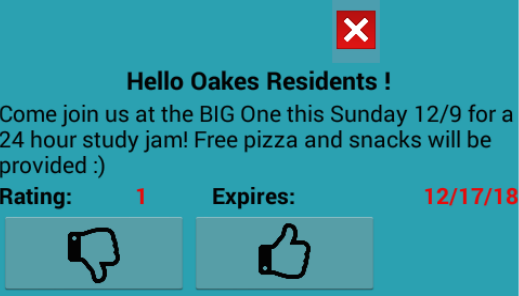 Hello Oakes Residents !
Come join us at the BIG One this Sunday 12/9 for a
24 hour study jam! Free pizza and snacks will be
provided :)
Rating: 1 Expires: 12/17/18